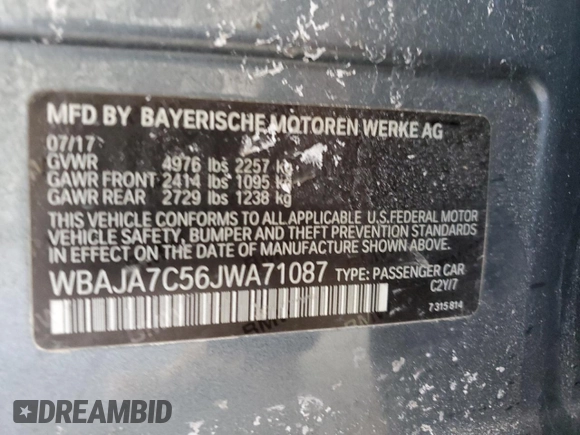 MFD BY BAYERISCHE MOTOREN WERKE AG
07/17
GVWR 4976 lbs 2257 kg
GAWR FRONT 2414 lbs 1095 kg
GAWR REAR 2729 lbs 1238 kg
THIS VEHICLE CONFORMS TO ALL APPLICABLE U.S.FEDERAL MOTOR
VEHICLE SAFETY, BUMPER AND THEFT PREVENTION STANDARDS
IN EFFECT ON DATE OF MANUFACTURE SHOWN ABOVE.
WBAJA7C56JWA71087 TYPE: PASSENGER CAR
C2Y/7
7 315 814
DREAMBID